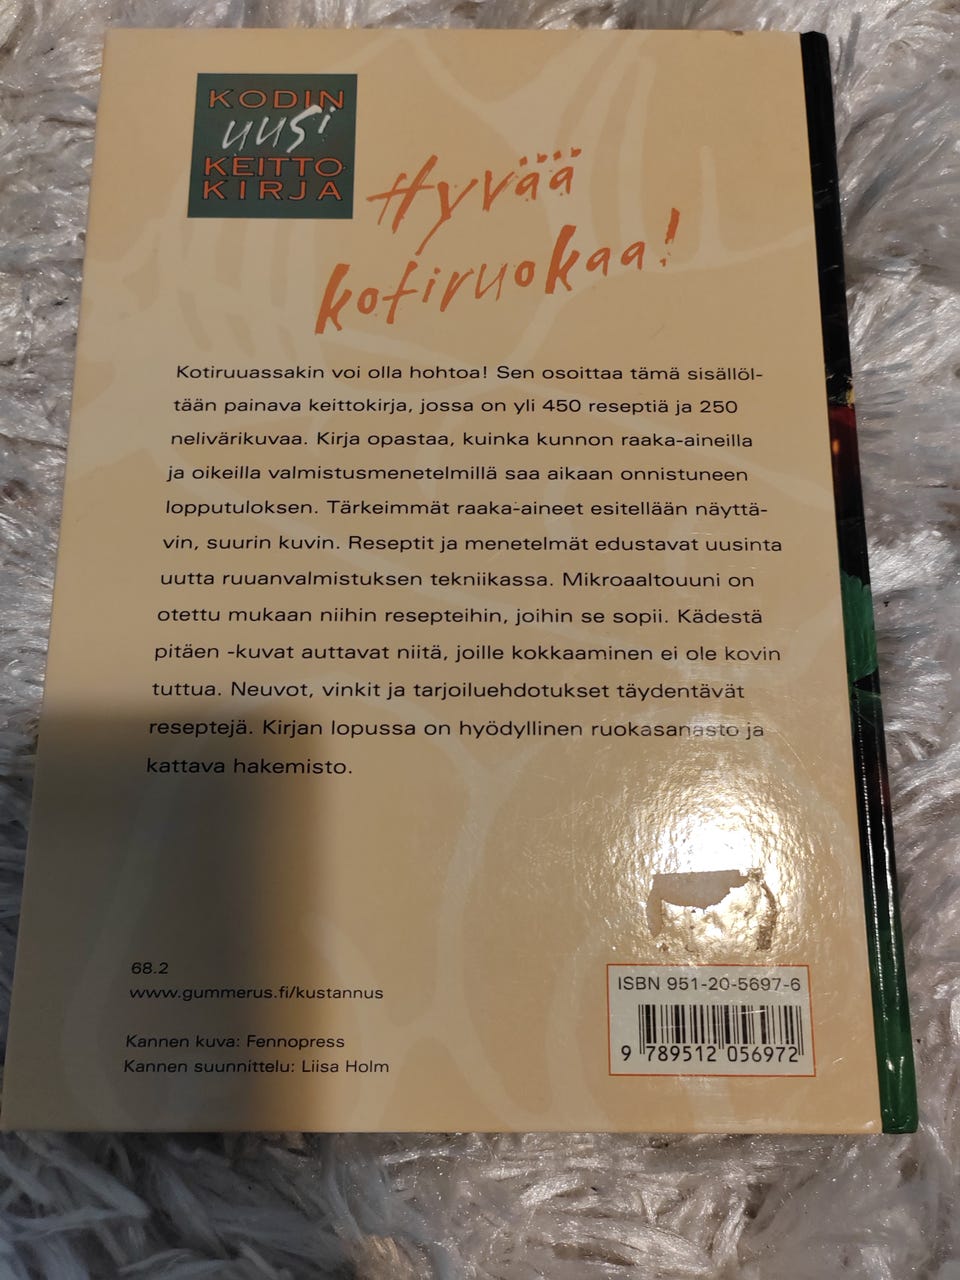 KODIN
uusi
KEITTO
KIRJA
Hyvää
kotiruokaa!
Kotiruuassakin voi olla hohtoa! Sen osoittaa tämä sisällöl-
tään painava keittokirja, jossa on yli 450 reseptiä ja 250
nelivärikuvaa. Kirja opastaa, kuinka kunnon raaka-aineilla
ja oikeilla valmistusmenetelmillä saa aikaan onnistuneen
lopputuloksen. Tärkeimmät raaka-aineet esitellään näyttä-
vin, suurin kuvin. Reseptit ja menetelmät edustavat uusinta
uutta ruuanvalmistuksen tekniikassa. Mikroaaltouuni on
otettu mukaan niihin resepteihin, joihin se sopii. Kädestä
pitäen -kuvat auttavat niitä, joille kokkaaminen ei ole kovin
tuttua. Neuvot, vinkit ja tarjoiluehdotukset täydentävät
reseptejä. Kirjan lopussa on hyödyllinen ruokasanasto ja
kattava hakemisto.
68.2
www.gummerus.fi/kustannus
Kannen kuva: Fennopress
Kannen suunnittelu: Liisa Holm
ISBN 951-20-5697-6
9 789512 056972